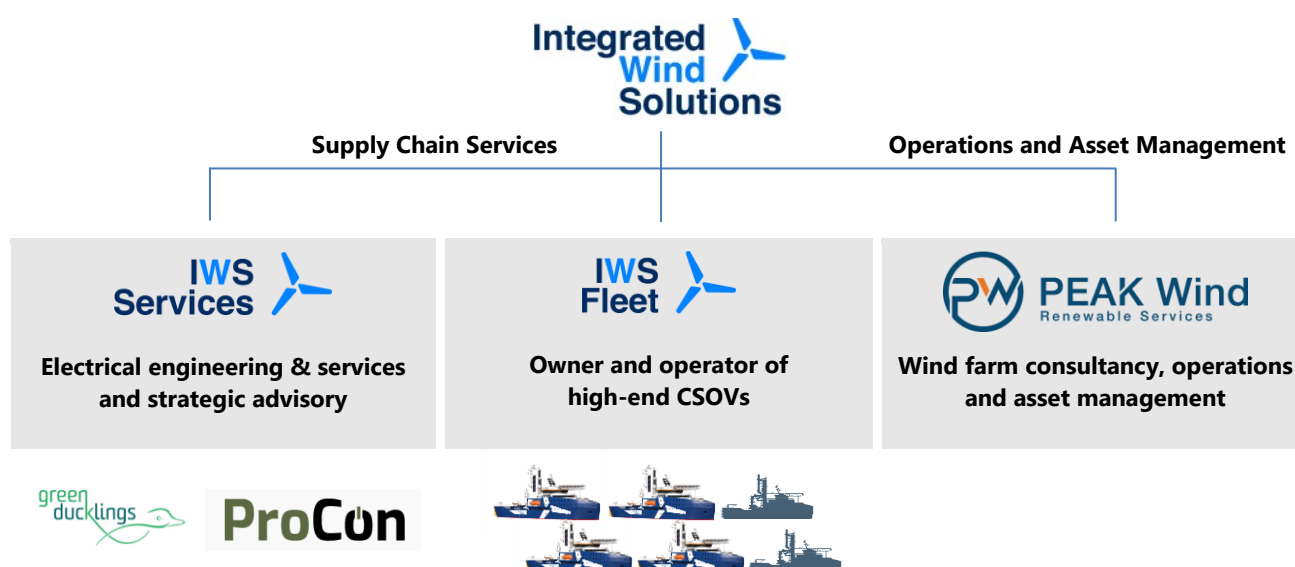 Integrated
Wind
Solutions
Supply Chain Services
Operations and Asset Management
IWS
Services
Electrical engineering & services
and strategic advisory
IWS
Fleet
Owner and operator of
high-end CSOVs
PW PEAK Wind
Renewable Services
Wind farm consultancy, operations
and asset management
green
ducklings
ProCon